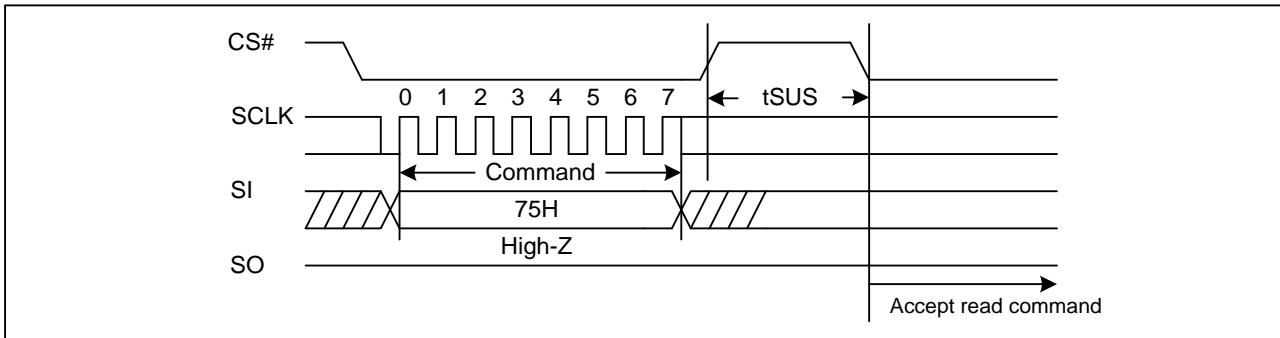 CS#
tSUS
0 1 2 3 4 5 6 7
SCLK
Command
SI
75H
High-Z
SO
Accept read command